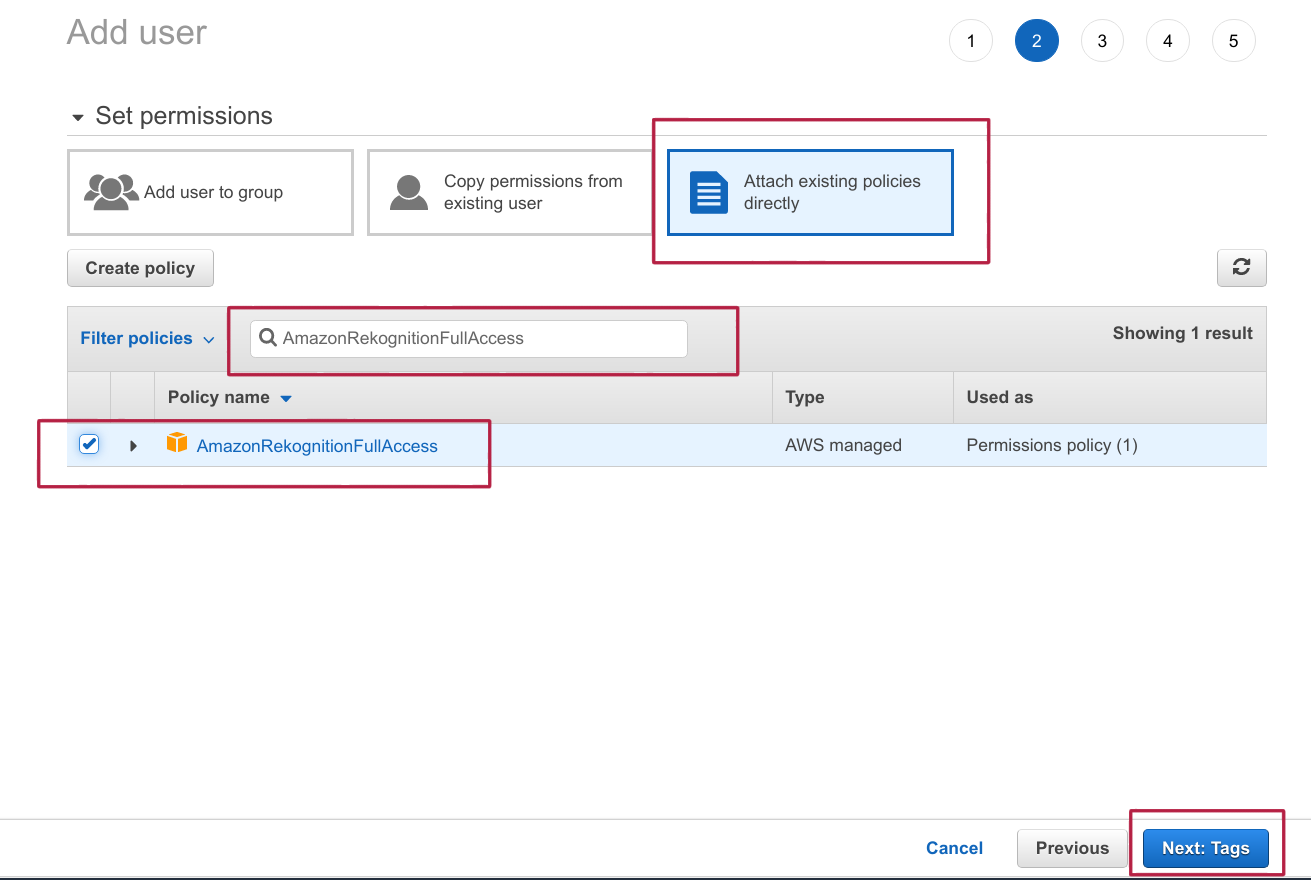 Add user
1 2 3 4 5
Set permissions
Add user to group
Copy permissions from
existing user
Attach existing policies
directly
Create policy
Filter policies
AmazonRekognitionFullAccess
Showing 1 result
Policy name
Type
Used as
AmazonRekognitionFullAccess
AWS managed
Permissions policy (1)
Cancel
Previous
Next: Tags